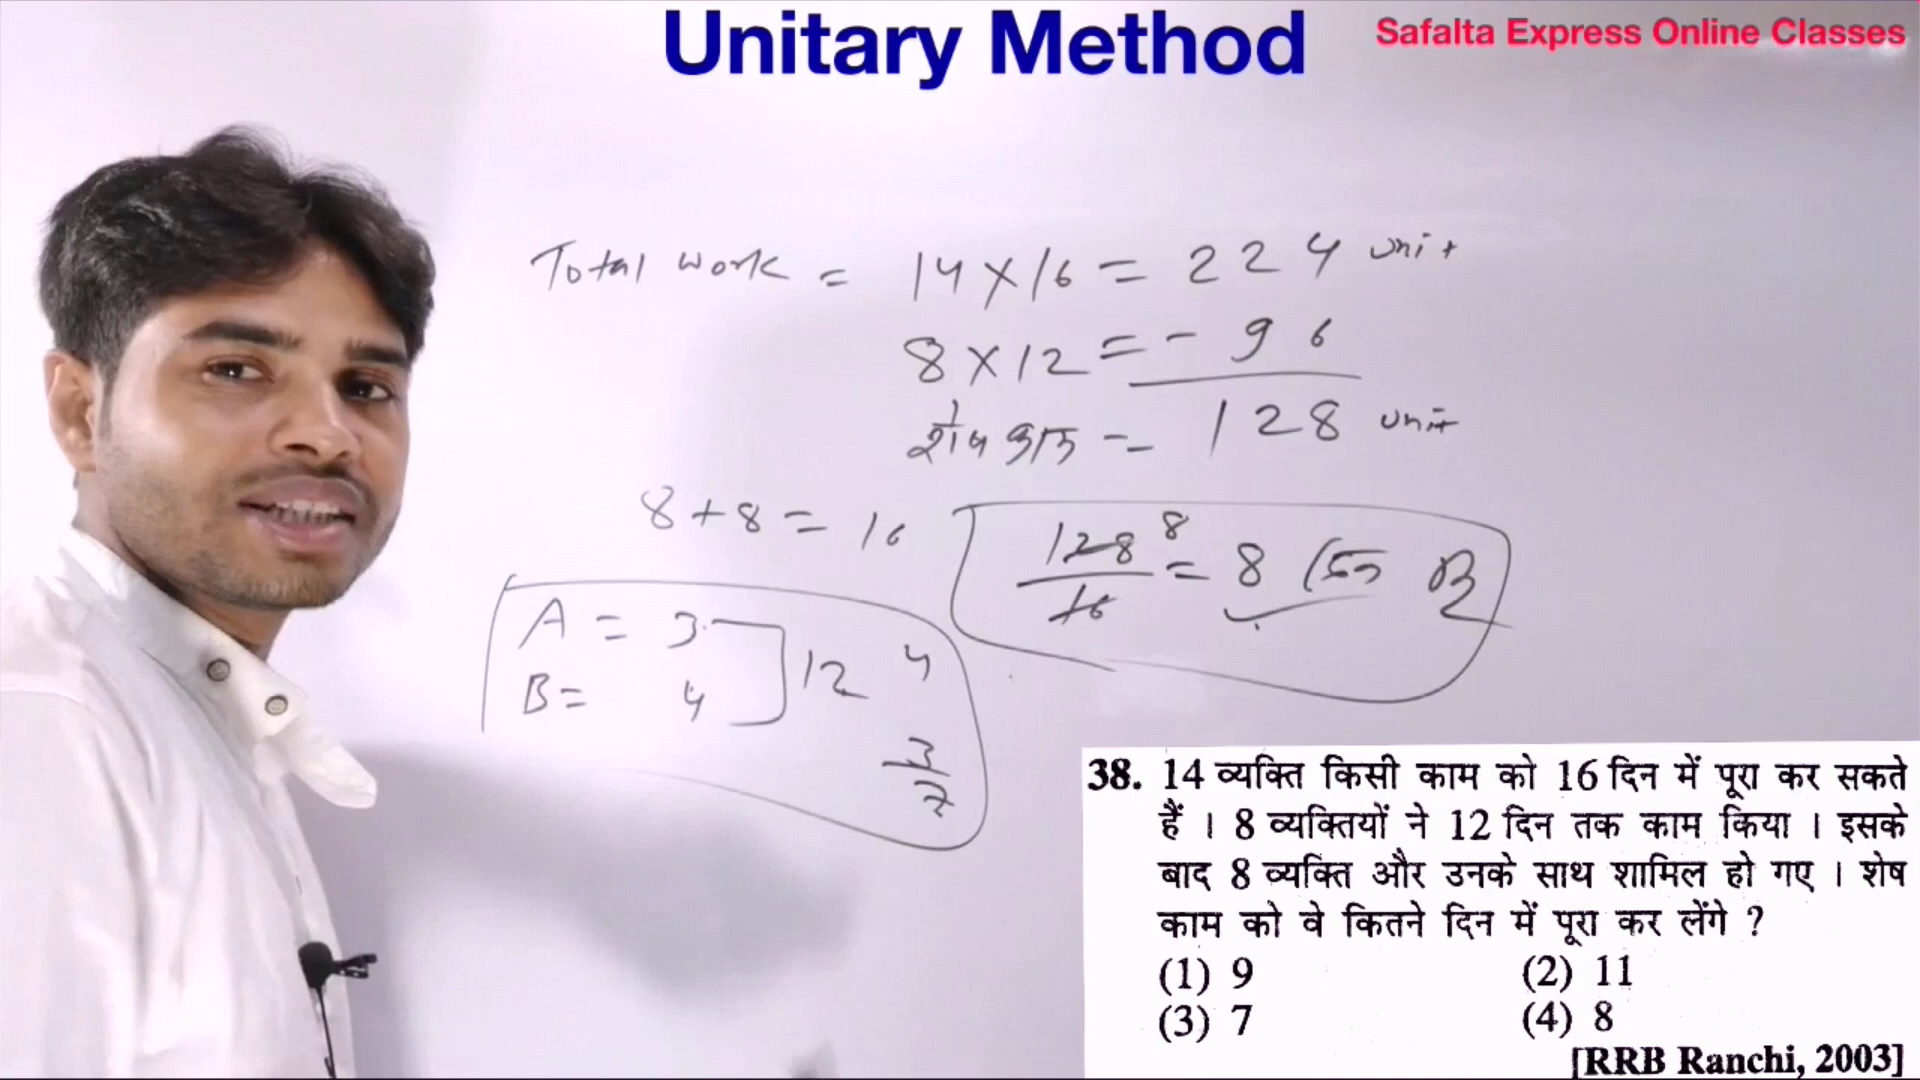 Unitary Method
Safalta Express Online Classes
Total work = 14 X 16 = 224 unit
8 X 12 = - 96
शेष काम = 128 unit
8 + 8 = 16
128 8
16
= 8 दिन
A = 3
B = 4
12 4
3
7
38. 14 व्यक्ति किसी काम को 16 दिन में पूरा कर सकते
हैं । 8 व्यक्तियों ने 12 दिन तक काम किया । इसके
बाद 8 व्यक्ति और उनके साथ शामिल हो गए । शेष
काम को वे कितने दिन में पूरा कर लेंगे ?
(1) 9 (2) 11
(3) 7 (4) 8
[RRB Ranchi, 2003]